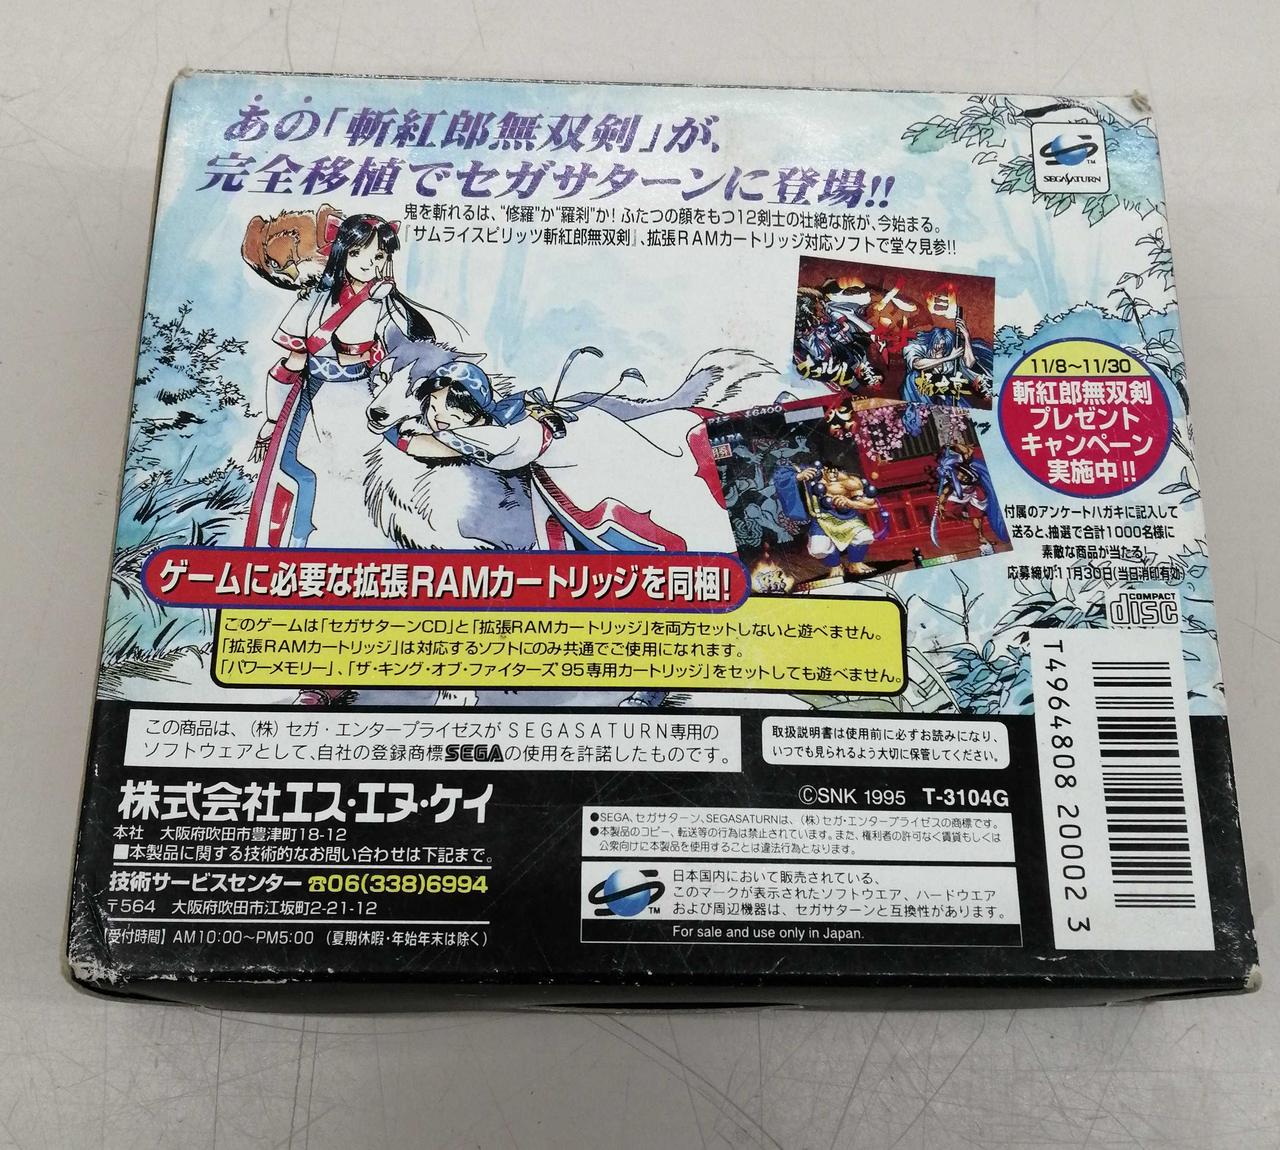 あの「斬紅郎無双剣」が、
完全移植でセガサターンに登場!!
鬼を斬れるは、“修羅”か“羅刹”か!ふたつの顔をもつ12剣士の壮絶な旅が、今始まる。
『サムライスピリッツ斬紅郎無双剣』、拡張RAMカートリッジ対応ソフトで堂々見参!!
SEGA SATURN
TM
一人目
ナコルル
16400
11/8〜11/30
斬紅郎無双剣
プレゼント
キャンペーン
実施中!!
付属のアンケートハガキに記入して
送ると、抽選で合計1000名様に
素敵な商品が当たる!
応募締切11月30日(当日消印有効)
COMPACT
disc
ゲームに必要な拡張RAMカートリッジを同梱!
このゲームは「セガサターンCD」と「拡張RAMカートリッジ」を両方セットしないと遊べません。
「拡張RAMカートリッジ」は対応するソフトにのみ共通でご使用になれます。
「パワーメモリー」、「ザ・キング・オブ・ファイターズ'95専用カートリッジ」をセットしても遊べません。
この商品は、(株)セガ・エンタープライゼスがSEGASATURN専用の
ソフトウェアとして、自社の登録商標SEGAの使用を許諾したものです。
取扱説明書は使用前に必ずお読みになり、
いつでも見られるよう大切に保管してください。
株式会社エス・エヌ・ケイ
本社 大阪府吹田市豊津町18-12
■本製品に関する技術的なお問い合わせは下記まで。
技術サービスセンター ☎06(338)6994
〒564 大阪府吹田市江坂町2-21-12
【受付時間】AM10:00〜PM5:00(夏期休暇・年始年末は除く)
©SNK 1995 T-3104G
●SEGA、セガサターン、SEGASATURNは、(株)セガ・エンタープライゼスの商標です。
●本製品のコピー、転送等の行為は禁止されています。また、権利者の許可なく賃貸もしくは
公衆向けに本製品を使用することは違法行為となります。
TM
日本国内において販売されている、
このマークが表示されたソフトウエア、ハードウエア
および周辺機器は、セガサターンと互換性があります。
For sale and use only in Japan.
T4964808 20002 3